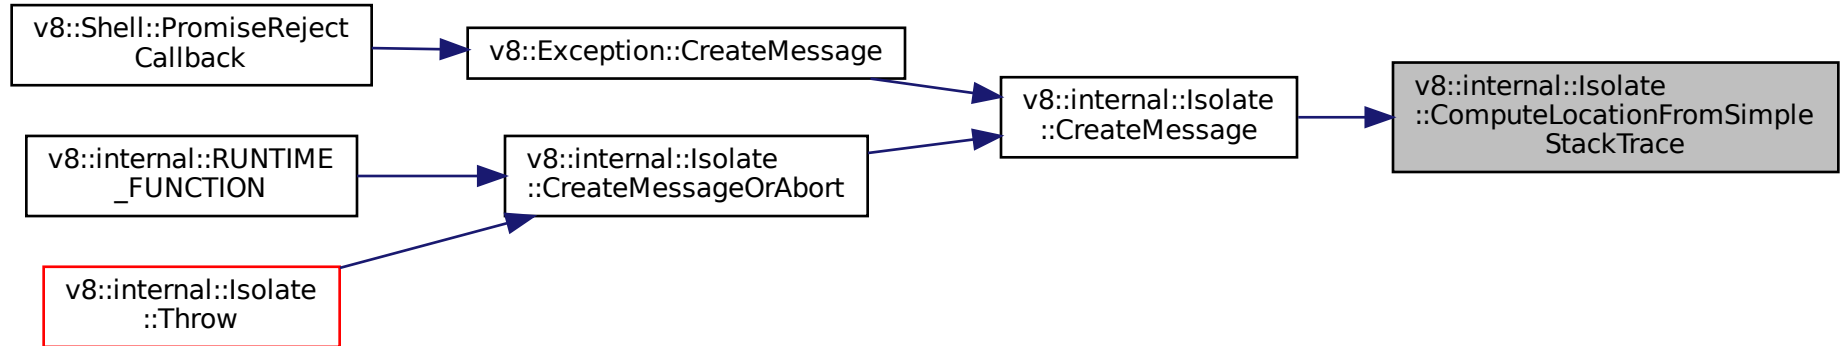 v8::Shell::PromiseReject
Callback
v8::Exception::CreateMessage
v8::internal::RUNTIME
_FUNCTION
v8::internal::Isolate
::CreateMessageOrAbort
v8::internal::Isolate
::Throw
v8::internal::Isolate
::CreateMessage
v8::internal::Isolate
::ComputeLocationFromSimple
StackTrace